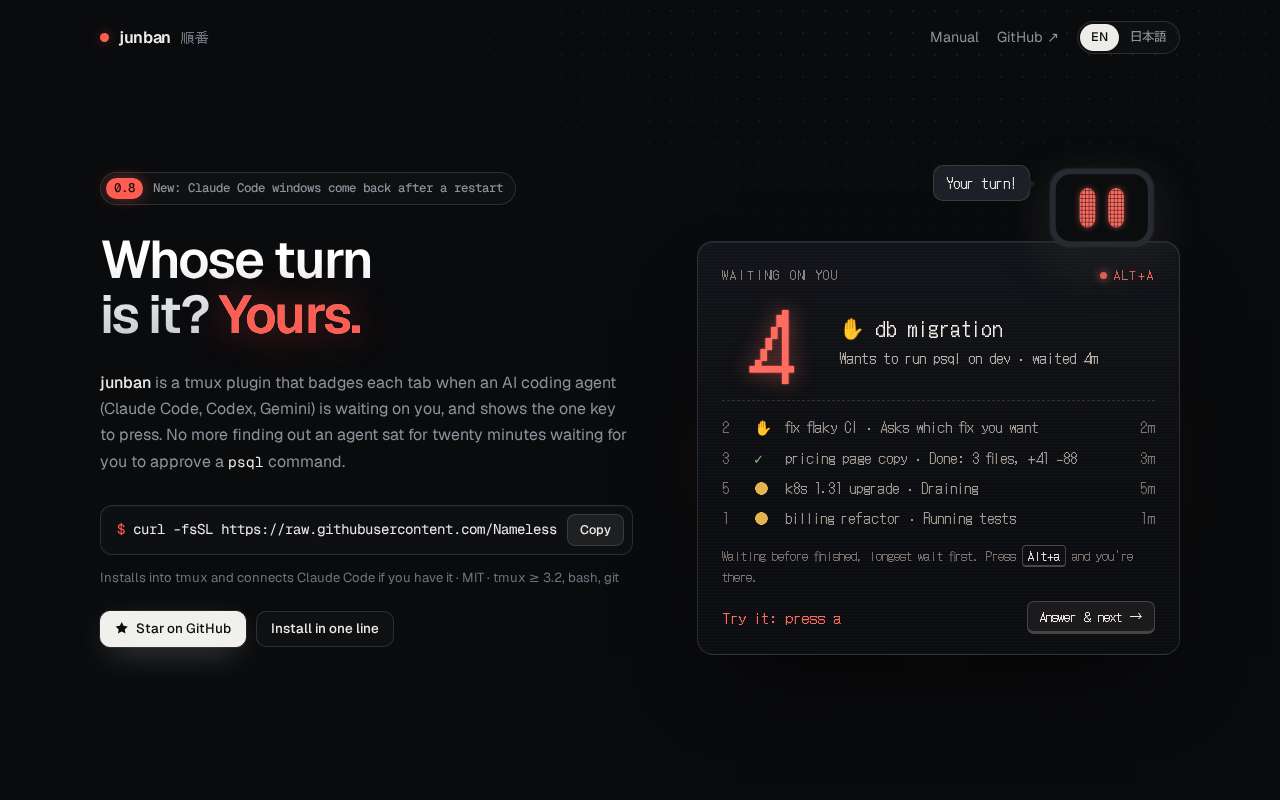 junban 順番
Manual GitHub ↗ EN 日本語
0.8 New: Claude Code windows come back after a restart
Whose turn
is it? Yours.
junban is a tmux plugin that badges each tab when an AI coding agent
(Claude Code, Codex, Gemini) is waiting on you, and shows the one key
to press. No more finding out an agent sat for twenty minutes waiting for
you to approve a psql command.
$ curl -fsSL https://raw.githubusercontent.com/Nameless Copy
Installs into tmux and connects Claude Code if you have it · MIT · tmux ≥ 3.2, bash, git
★ Star on GitHub Install in one line
Your turn!
WAITING ON YOU ALT+A
4 ✋ db migration
Wants to run psql on dev · waited 4m
2 ✋ fix flaky CI · Asks which fix you want 2m
3 ✓ pricing page copy · Done: 3 files, +41 -88 3m
5 k8s 1.31 upgrade · Draining 5m
1 billing refactor · Running tests 1m
Waiting before finished, longest wait first. Press Alt+a and you're
there.
Try it: press a Answer & next →